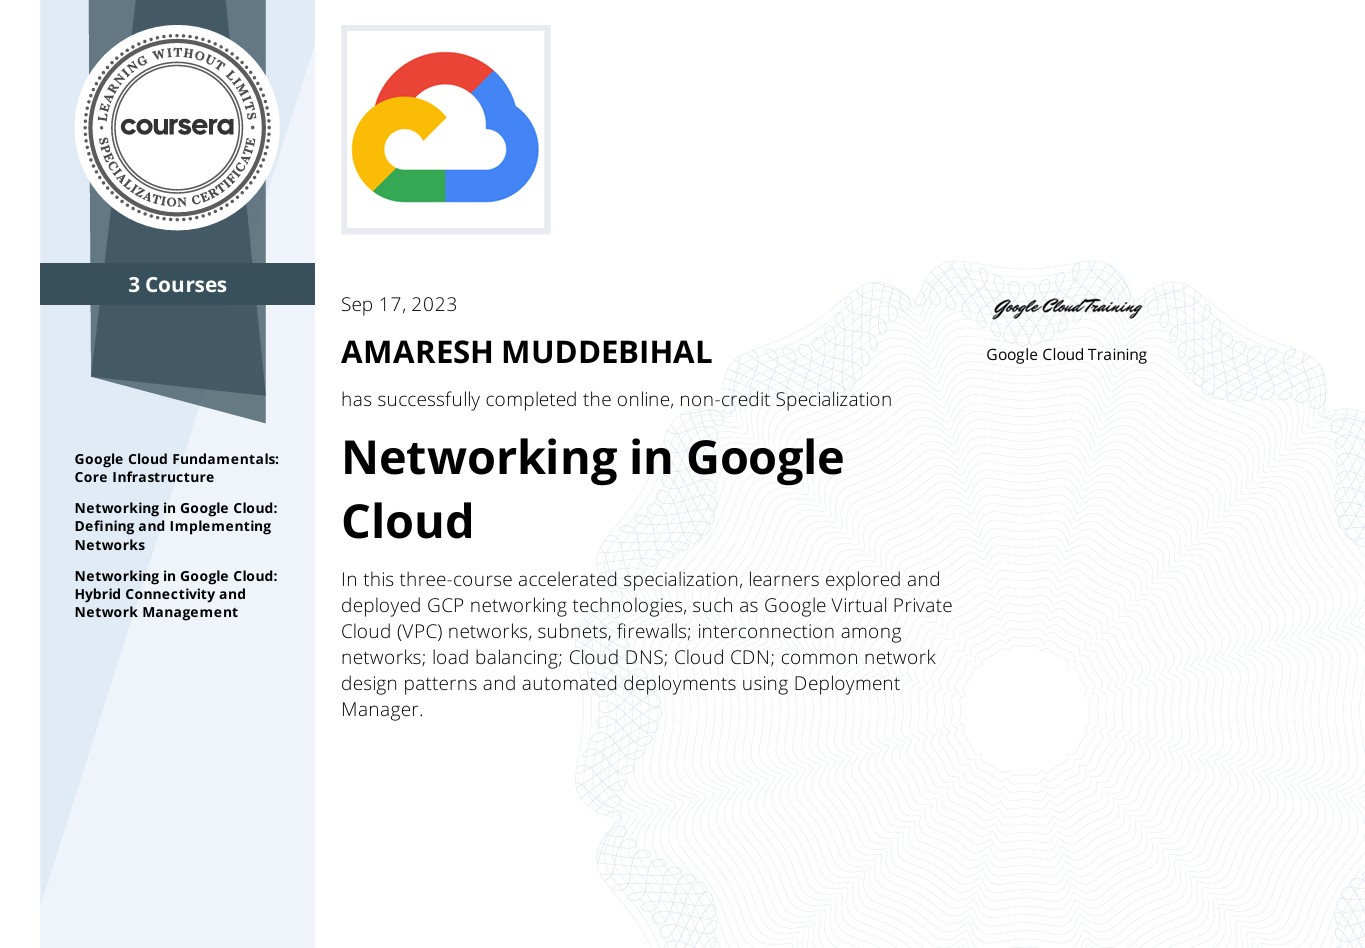 LEARNING WITHOUT LIMITS
coursera
SPECIALIZATION CERTIFICATE
3 Courses
Google Cloud Fundamentals:
Core Infrastructure
Networking in Google Cloud:
Defining and Implementing
Networks
Networking in Google Cloud:
Hybrid Connectivity and
Network Management
Sep 17, 2023
AMARESH MUDDEBIHAL
has successfully completed the online, non-credit Specialization
Networking in Google
Cloud
In this three-course accelerated specialization, learners explored and
deployed GCP networking technologies, such as Google Virtual Private
Cloud (VPC) networks, subnets, firewalls; interconnection among
networks; load balancing; Cloud DNS; Cloud CDN; common network
design patterns and automated deployments using Deployment
Manager.
Google Cloud Training
Google Cloud Training